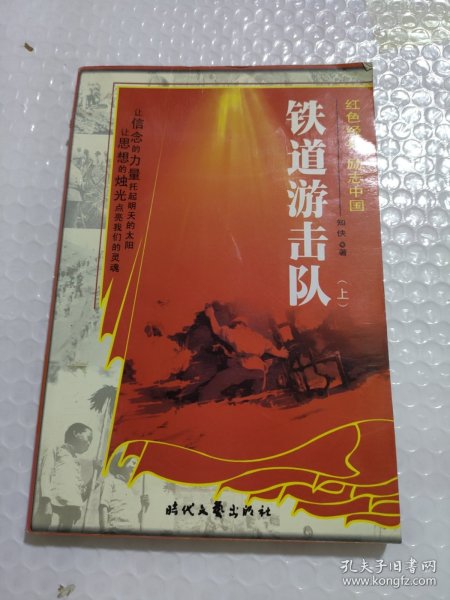 红色经典 励志中国
铁道游击队
知侠 著
（上）
让信念的力量托起明天的太阳
让思想的烛光点亮我们的灵魂
时代文艺出版社
孔夫子旧书网
www.kongfz.com